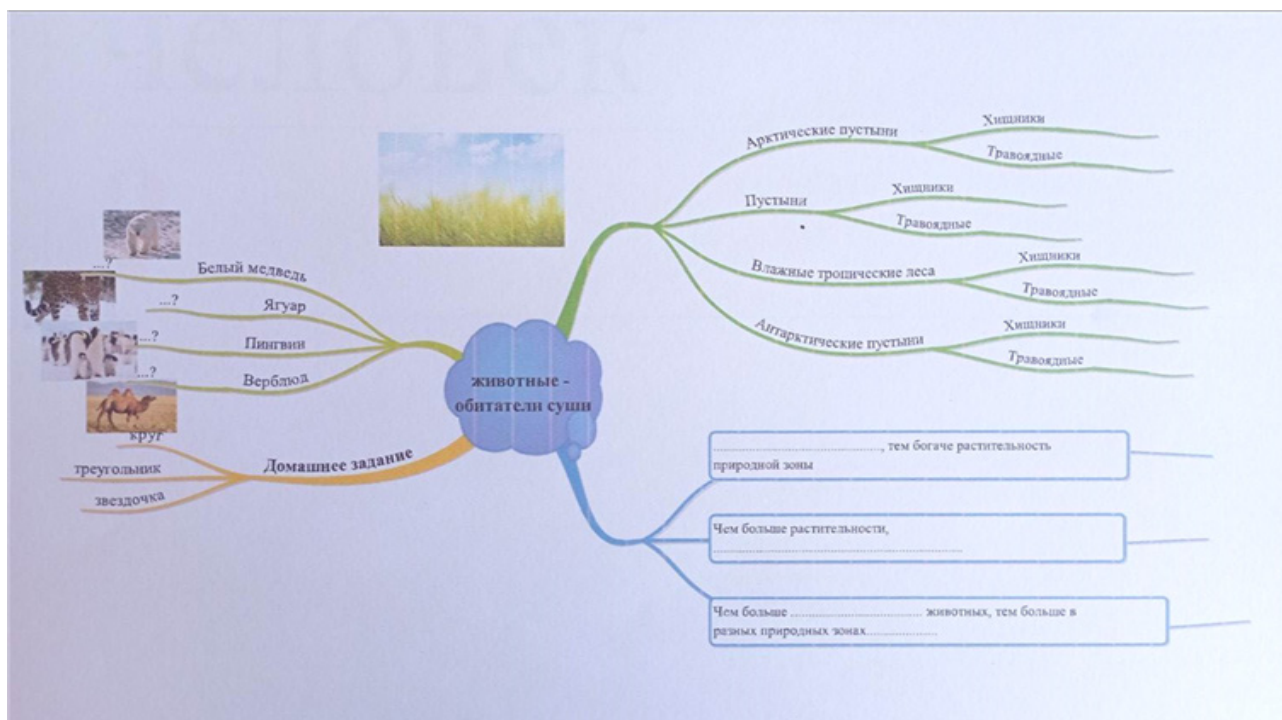 человек
Арктические пустыни
Хищники
Травоядные
Пустыни
Хищники
Травоядные
Влажные тропические леса
Хищники
Травоядные
Антарктические пустыни
Хищники
Травоядные
Белый медведь
...?
Ягуар
...?
Пингвин
...?
Верблюд
...?
животные -
обитатели суши
Домашнее задание
круг
треугольник
звездочка
..............................................., тем богаче растительность
природной зоны
Чем больше растительности,
......................................................................
Чем больше ..................................... животных, тем больше в
разных природных зонах....................